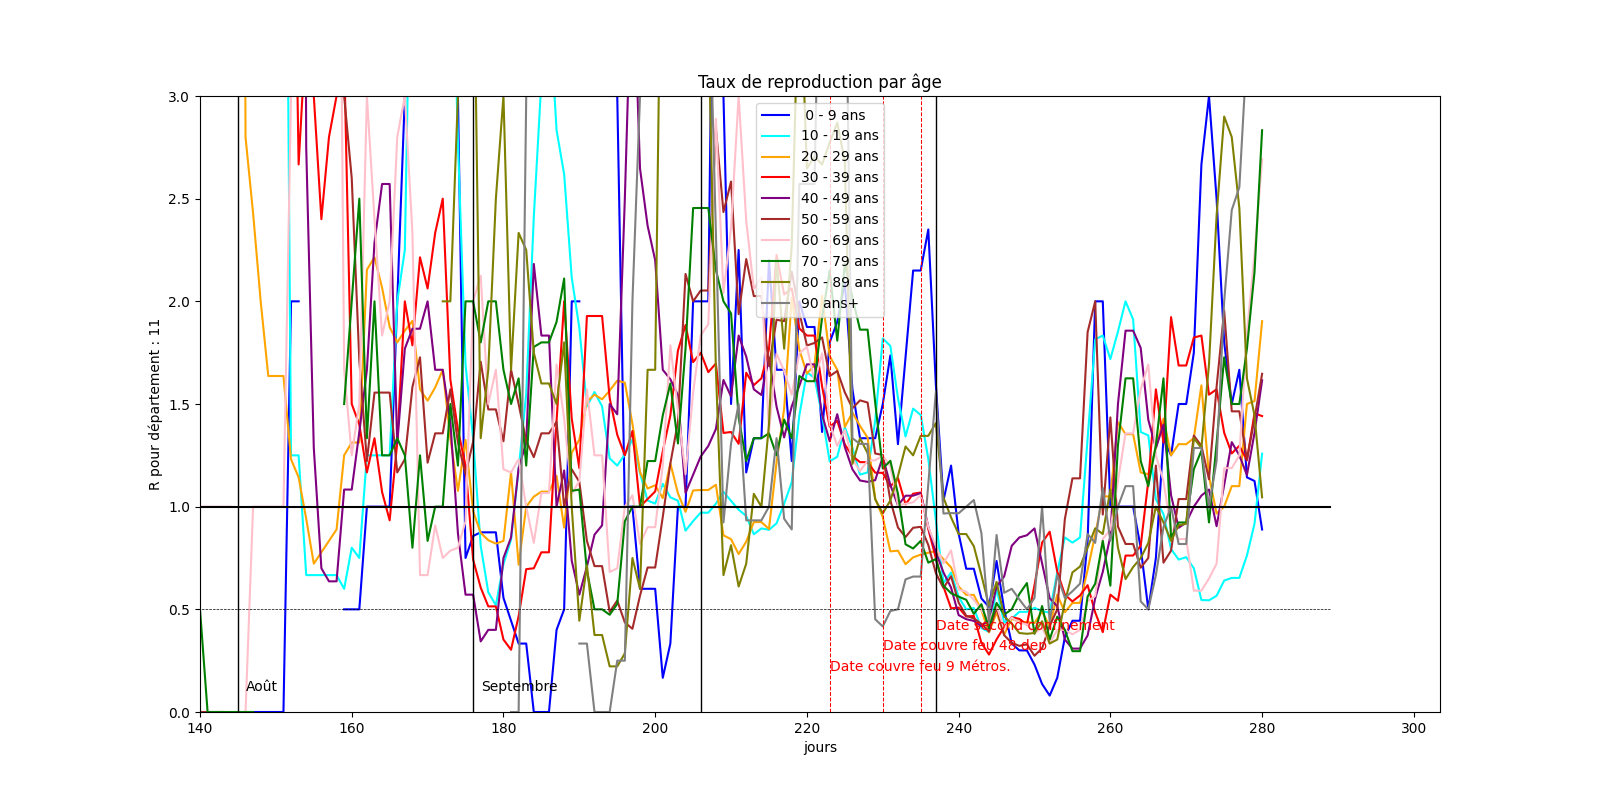 Taux de reproduction par âge
3.0
2.5
2.0
1.5
1.0
0.5
0.0
R pour département : 11
0 - 9 ans
10 - 19 ans
20 - 29 ans
30 - 39 ans
40 - 49 ans
50 - 59 ans
60 - 69 ans
70 - 79 ans
80 - 89 ans
90 ans+
Date second confinement
Date couvre feu 48 dep
Date couvre feu 9 Métros.
Août
Septembre
140
160
180
200
220
240
260
280
300
jours